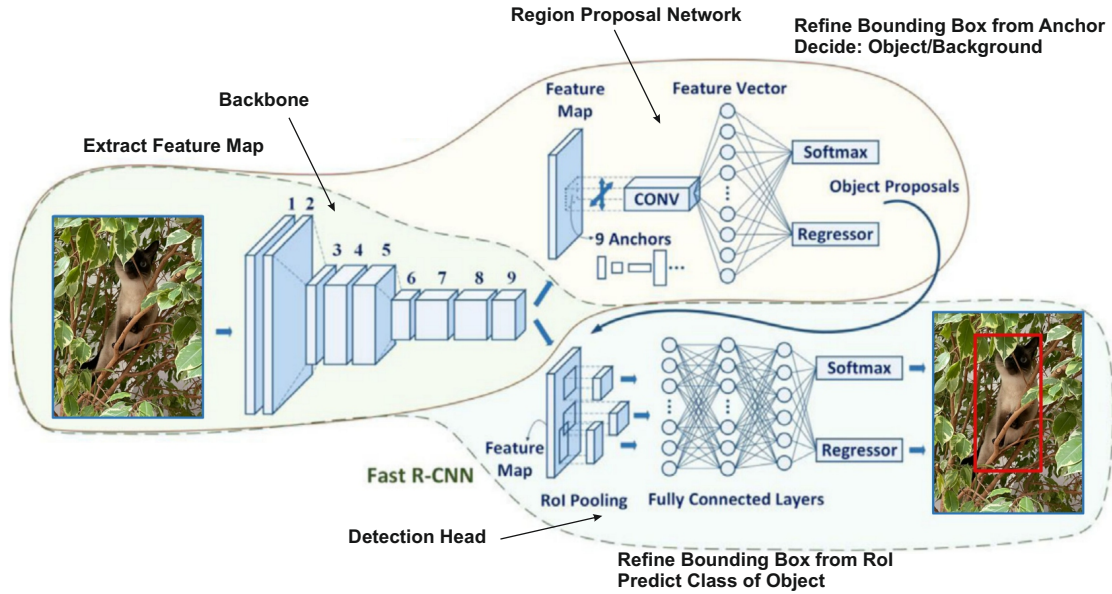 Region Proposal Network
Refine Bounding Box from Anchor
Decide: Object/Background
Backbone
Extract Feature Map
Feature
Map
Feature Vector
Softmax
CONV
Object Proposals
9 Anchors
Regressor
1 2
3 4 5
6 7 8 9
Softmax
Feature
Map
Regressor
Fast R-CNN
RoI Pooling
Fully Connected Layers
Detection Head
Refine Bounding Box from RoI
Predict Class of Object